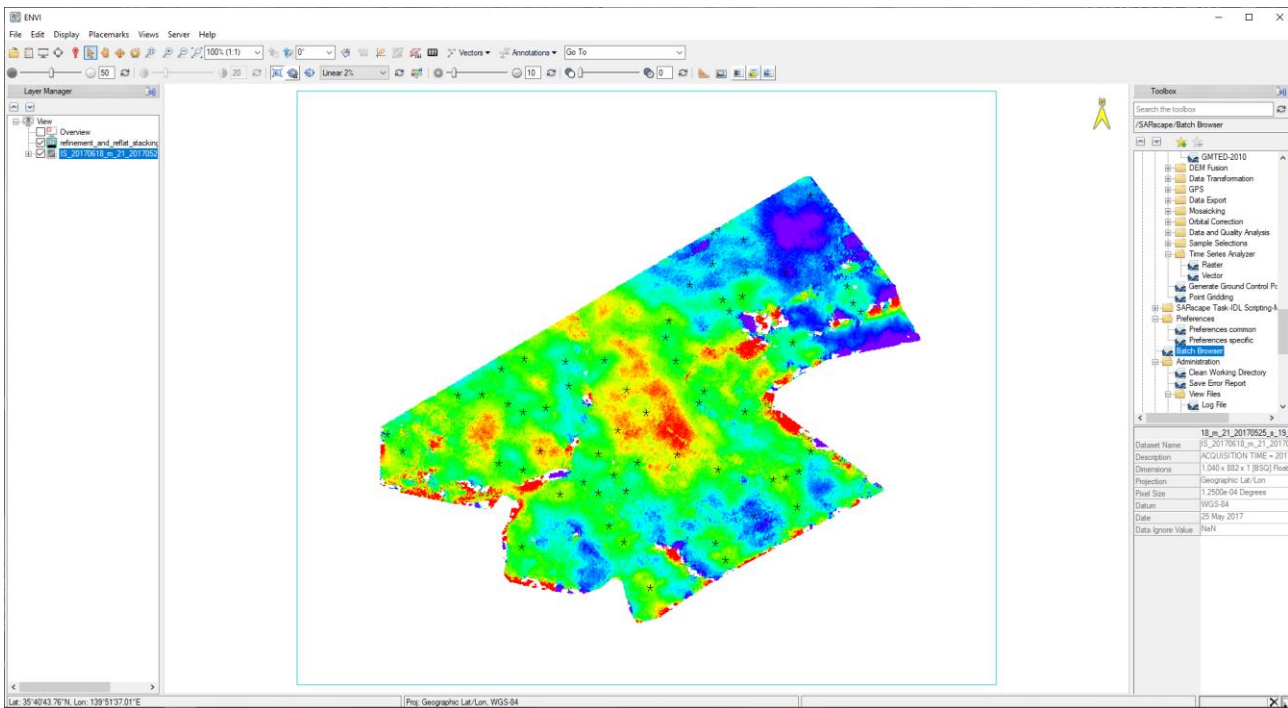 ENVI
File Edit Display Placemarks Views Server Help
100% (1:1) 0° Vectors Annotations Go To
50 20 Linear 2% 10 0
Layer Manager
View
Overview
refinement_and_reflat_stacking
IS_20170618_m_21_2017052
Toolbox
Search the toolbox
/SARscape/Batch Browser
GMTED-2010
DEM Fusion
Data Transformation
GPS
Data Export
Mosaicking
Orbital Correction
Data and Quality Analysis
Sample Selections
Time Series Analyzer
Raster
Vector
Generate Ground Control Po
Point Gridding
SARscape Task-IDL Scripting-M
Preferences
Preferences common
Preferences specific
Batch Browser
Administration
Clean Working Directory
Save Error Report
View Files
Log File
18_m_21_20170525_s_19_
Dataset Name IS_20170618_m_21_20170
Description ACQUISITION TIME = 201
Dimensions 1,040 x 882 x 1 [BSQ] Float
Projection Geographic Lat/Lon
Pixel Size 1.2500e-04 Degrees
Datum WGS-84
Date 25 May 2017
Data Ignore Value NaN
Lat: 35°40'43.76"N, Lon: 139°51'37.01"E Proj: Geographic Lat/Lon, WGS-84